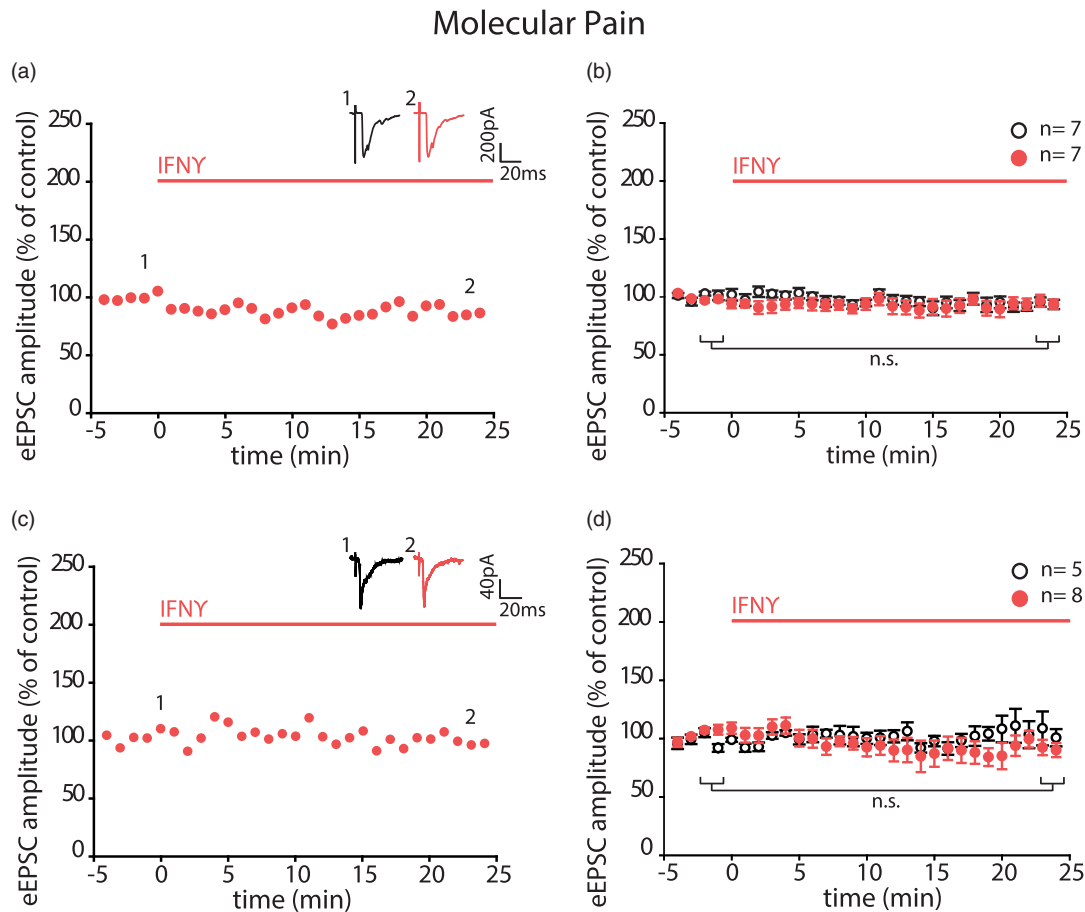 Molecular Pain
(a)
eEPSC amplitude (% of control)
250
200
150
100
50
0
-5 0 5 10 15 20 25
time (min)
IFNγ
1 2
200pA
20ms
1
2
(b)
eEPSC amplitude (% of control)
250
200
150
100
50
0
-5 0 5 10 15 20 25
time (min)
n= 7
n= 7
IFNγ
n.s.
(c)
eEPSC amplitude (% of control)
250
200
150
100
50
0
-5 0 5 10 15 20 25
time (min)
1 2
40pA
20ms
IFNγ
1
2
(d)
eEPSC amplitude (% of control)
250
200
150
100
50
0
-5 0 5 10 15 20 25
time (min)
n= 5
n= 8
IFNγ
n.s.